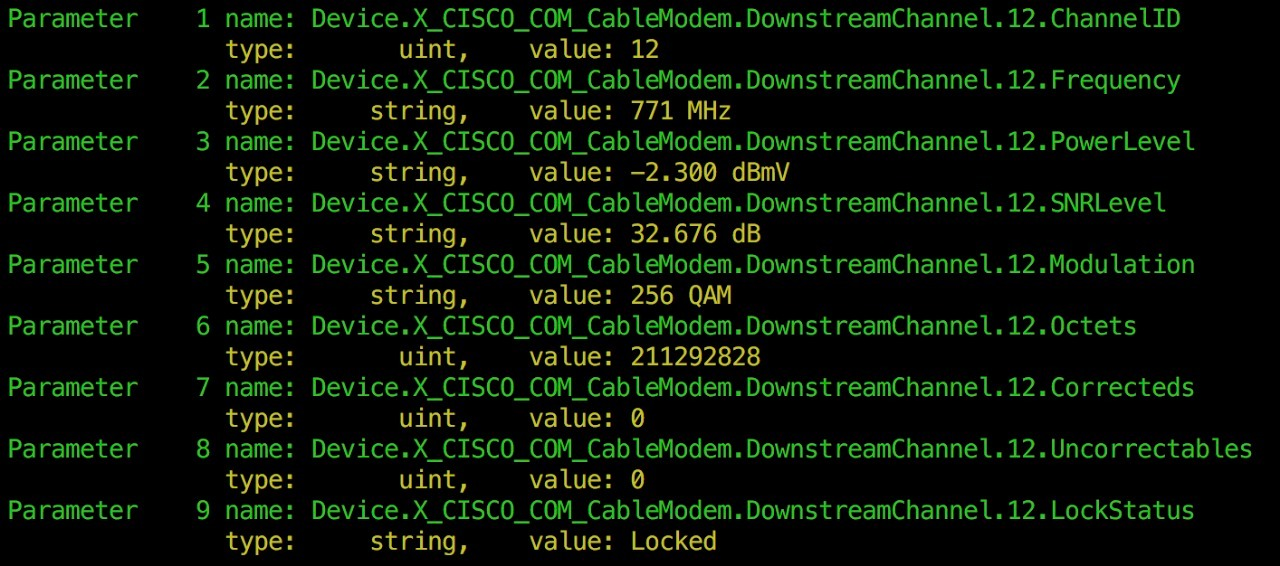 Parameter    1 name: Device.X_CISCO_COM_CableModem.DownstreamChannel.12.ChannelID
               type:       uint,    value: 12
Parameter    2 name: Device.X_CISCO_COM_CableModem.DownstreamChannel.12.Frequency
               type:     string,    value: 771 MHz
Parameter    3 name: Device.X_CISCO_COM_CableModem.DownstreamChannel.12.PowerLevel
               type:     string,    value: -2.300 dBmV
Parameter    4 name: Device.X_CISCO_COM_CableModem.DownstreamChannel.12.SNRLevel
               type:     string,    value: 32.676 dB
Parameter    5 name: Device.X_CISCO_COM_CableModem.DownstreamChannel.12.Modulation
               type:     string,    value: 256 QAM
Parameter    6 name: Device.X_CISCO_COM_CableModem.DownstreamChannel.12.Octets
               type:       uint,    value: 211292828
Parameter    7 name: Device.X_CISCO_COM_CableModem.DownstreamChannel.12.Correcteds
               type:       uint,    value: 0
Parameter    8 name: Device.X_CISCO_COM_CableModem.DownstreamChannel.12.Uncorrectables
               type:       uint,    value: 0
Parameter    9 name: Device.X_CISCO_COM_CableModem.DownstreamChannel.12.LockStatus
               type:     string,    value: Locked